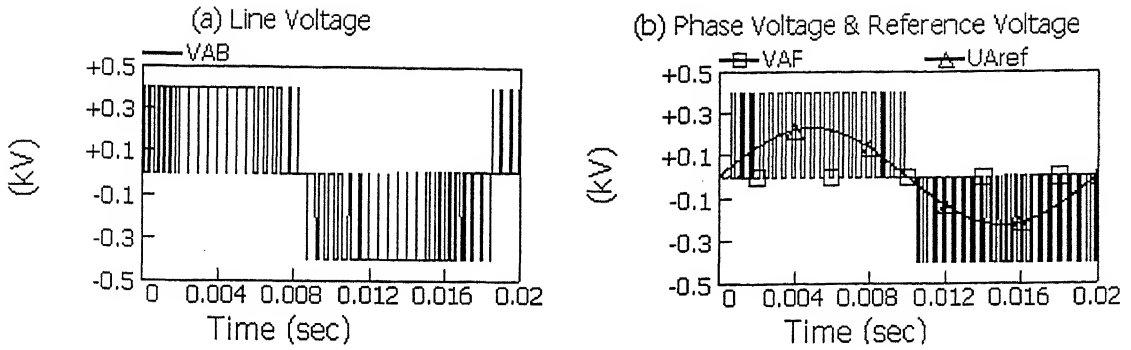 (a) Line Voltage
VAB
+0.5
+0.3
+0.1
-0.1
-0.3
-0.5
(kV)
0 0.004 0.008 0.012 0.016 0.02
Time (sec)
(b) Phase Voltage & Reference Voltage
VAF UAref
+0.5
+0.3
+0.1
-0.1
-0.3
-0.5
(kV)
0 0.004 0.008 0.012 0.016 0.02
Time (sec)